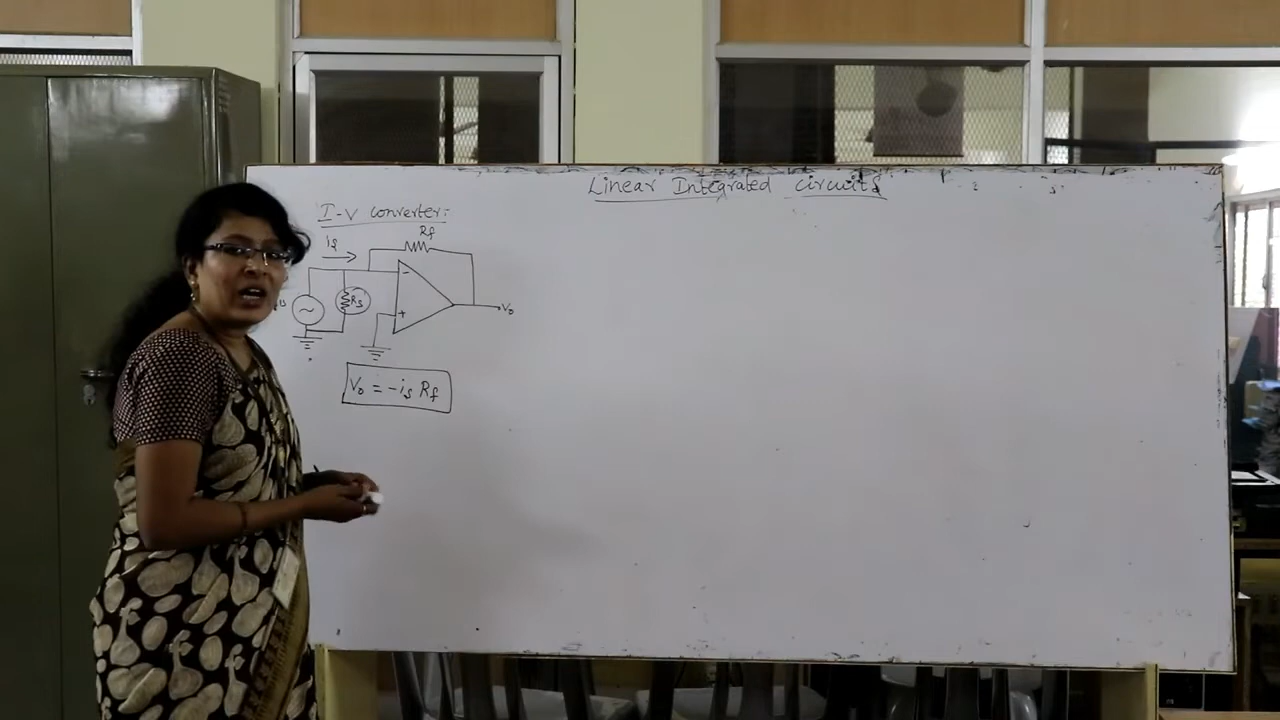 Linear Integrated circuits
I-V converter:
Rf
is
Rs
-
+
Vo
Vo = -is Rf